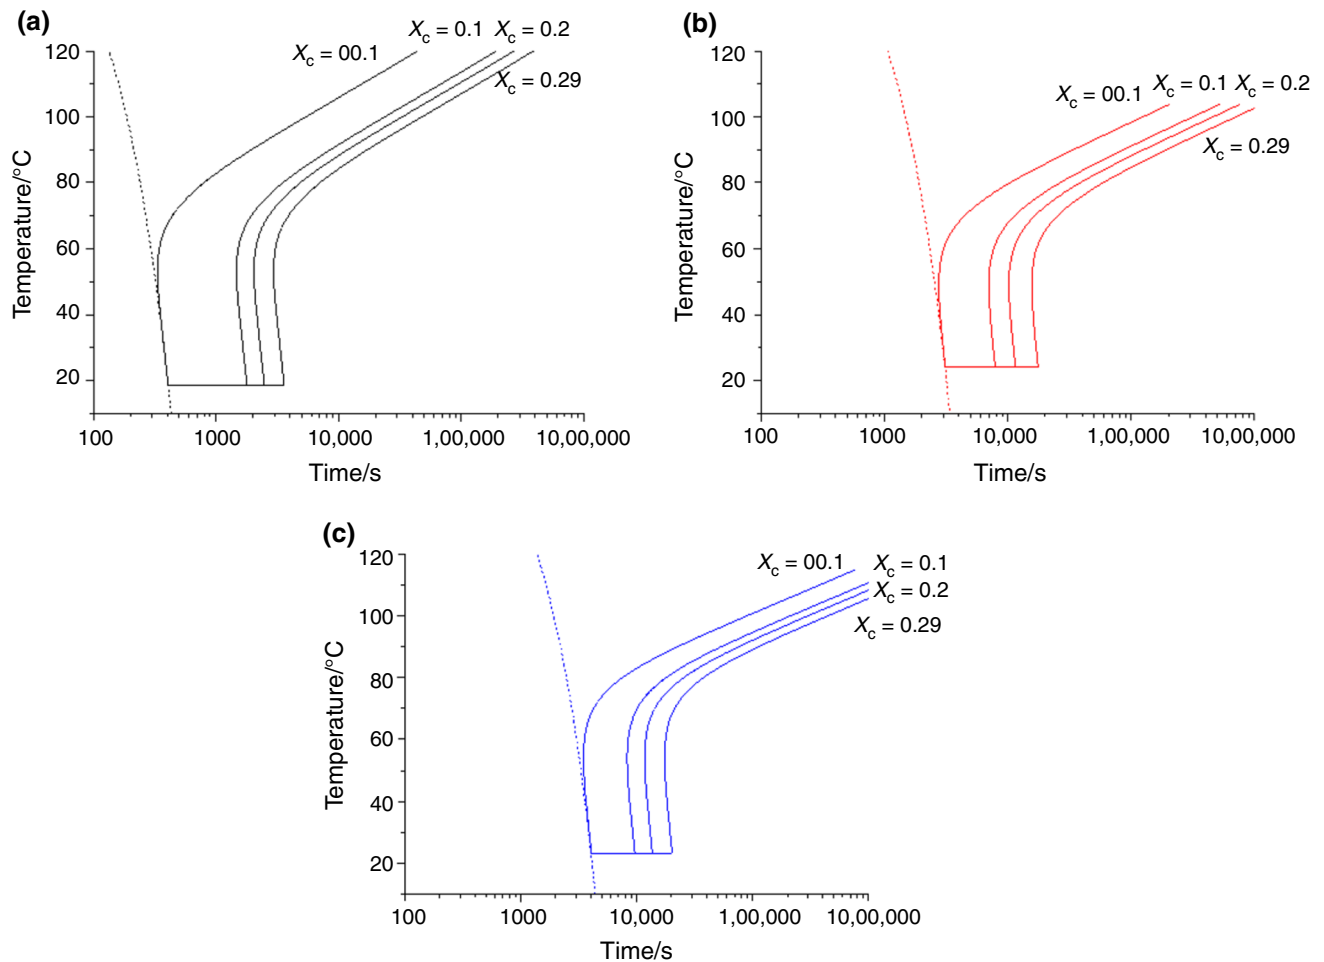 (a)
Xc = 00.1
Xc = 0.1
Xc = 0.2
Xc = 0.29
120
100
80
60
40
20
Temperature/°C
100
1000
10,000
1,00,000
10,00,000
Time/s
(b)
Xc = 00.1
Xc = 0.1
Xc = 0.2
Xc = 0.29
120
100
80
60
40
20
Temperature/°C
100
1000
10,000
1,00,000
10,00,000
Time/s
(c)
Xc = 00.1
Xc = 0.1
Xc = 0.2
Xc = 0.29
120
100
80
60
40
20
Temperature/°C
100
1000
10,000
1,00,000
10,00,000
Time/s